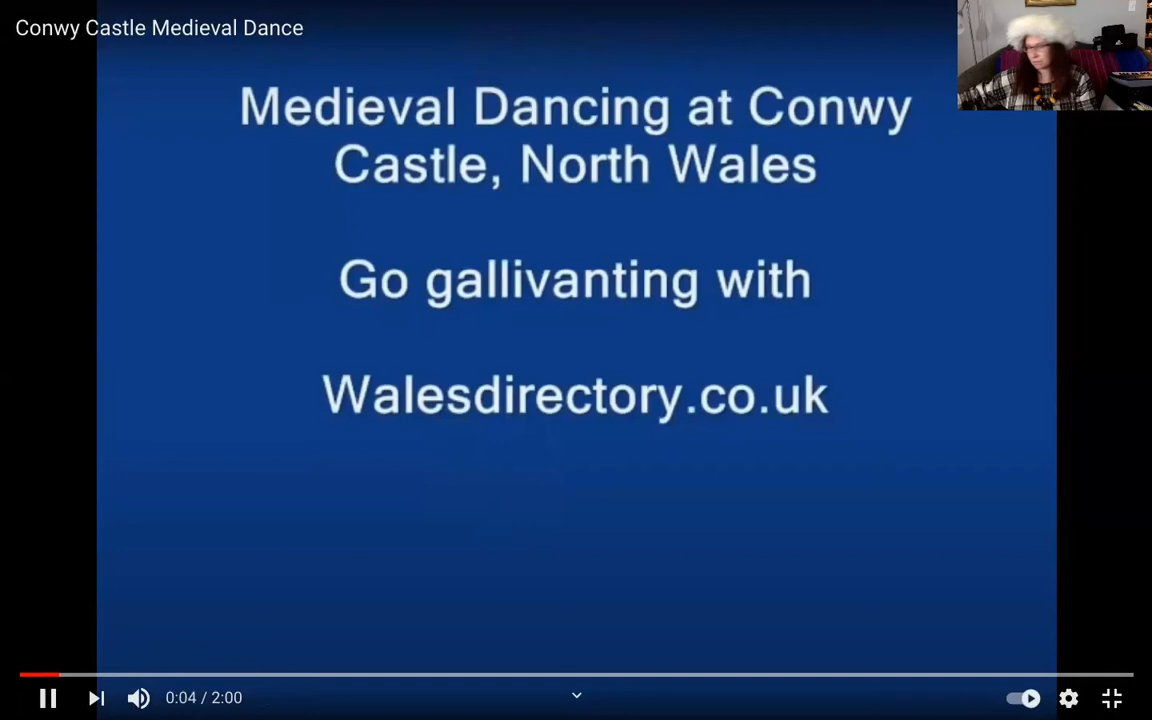 Conwy Castle Medieval Dance
Medieval Dancing at Conwy
Castle, North Wales
Go gallivanting with
Walesdirectory.co.uk
0:04 / 2:00